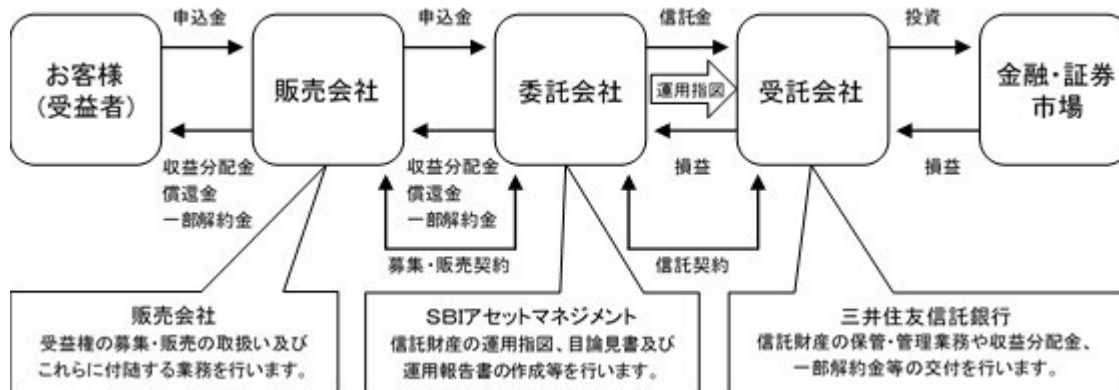 申込金
申込金
信託金
投資
お客様
(受益者)
販売会社
委託会社
運用指図
受託会社
金融・証券
市場
収益分配金
償還金
一部解約金
収益分配金
償還金
一部解約金
損益
損益
募集・販売契約
信託契約
販売会社
受益権の募集・販売の取扱い及び
これらに付随する業務を行います。
SBIアセットマネジメント
信託財産の運用指図、目論見書及び
運用報告書の作成等を行います。
三井住友信託銀行
信託財産の保管・管理業務や収益分配金、
一部解約金等の交付を行います。